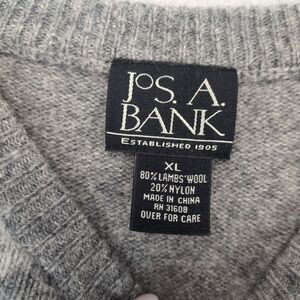 JOS. A.
BANK
ESTABLISHED 1905
XL
80% LAMBS' WOOL
20% NYLON
MADE IN CHINA
RN 31608
OVER FOR CARE